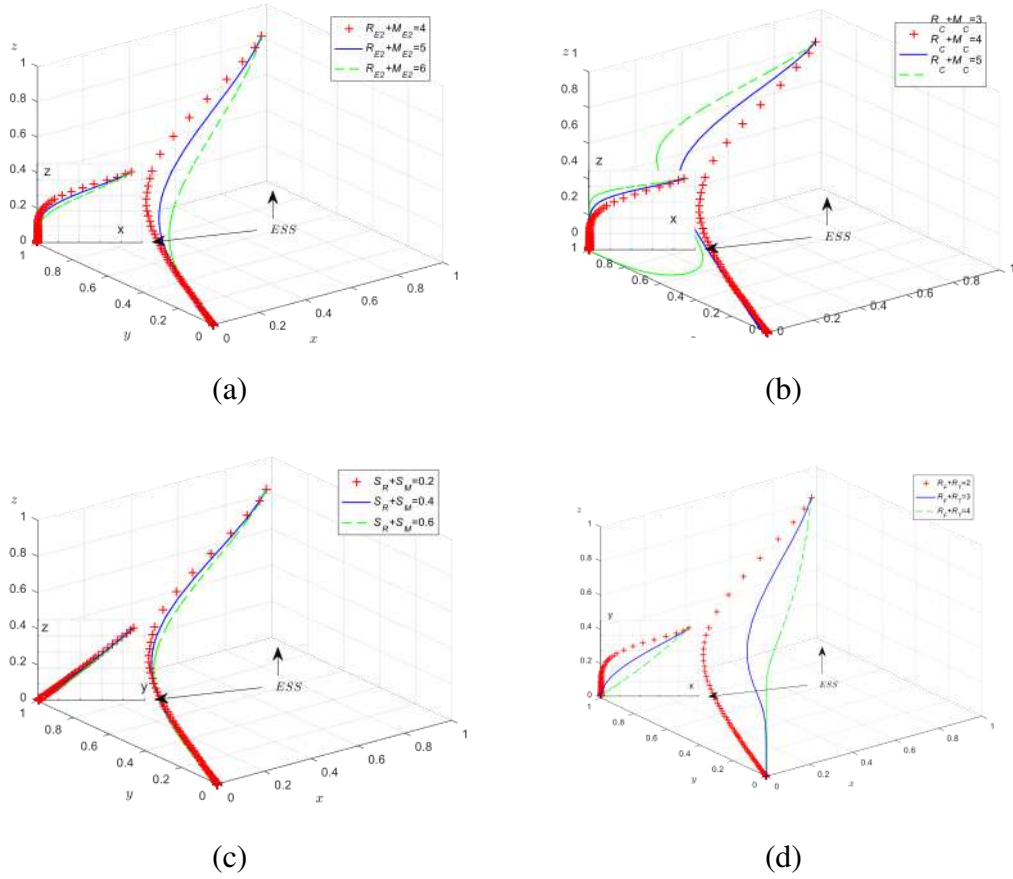 z
1
0.8
0.6
0.4
0.2
0
1
0.8
0.6
0.4
0.2
0
y
0
0.2
0.4
0.6
0.8
1
x
z
x
ESS
R_E2+M_E2=4
R_E2+M_E2=5
R_E2+M_E2=6
(a)
z 1
0.8
0.6
0.4
0.2
0
1
0.8
0.6
0.4
0.2
0
0
0.2
0.4
0.6
0.8
1
z
x
ESS
R_C+M_C=3
R_C+M_C=4
R_C+M_C=5
(b)
z
1
0.8
0.6
0.4
0.2
0
1
0.8
0.6
0.4
0.2
0
y
0
0.2
0.4
0.6
0.8
1
x
z
y
ESS
S_R+S_M=0.2
S_R+S_M=0.4
S_R+S_M=0.6
(c)
z
1
0.8
0.6
0.4
0.2
0
1
0.8
0.6
0.4
0.2
0
y
0
0.2
0.4
0.6
0.8
1
x
y
x
ESS
(d)